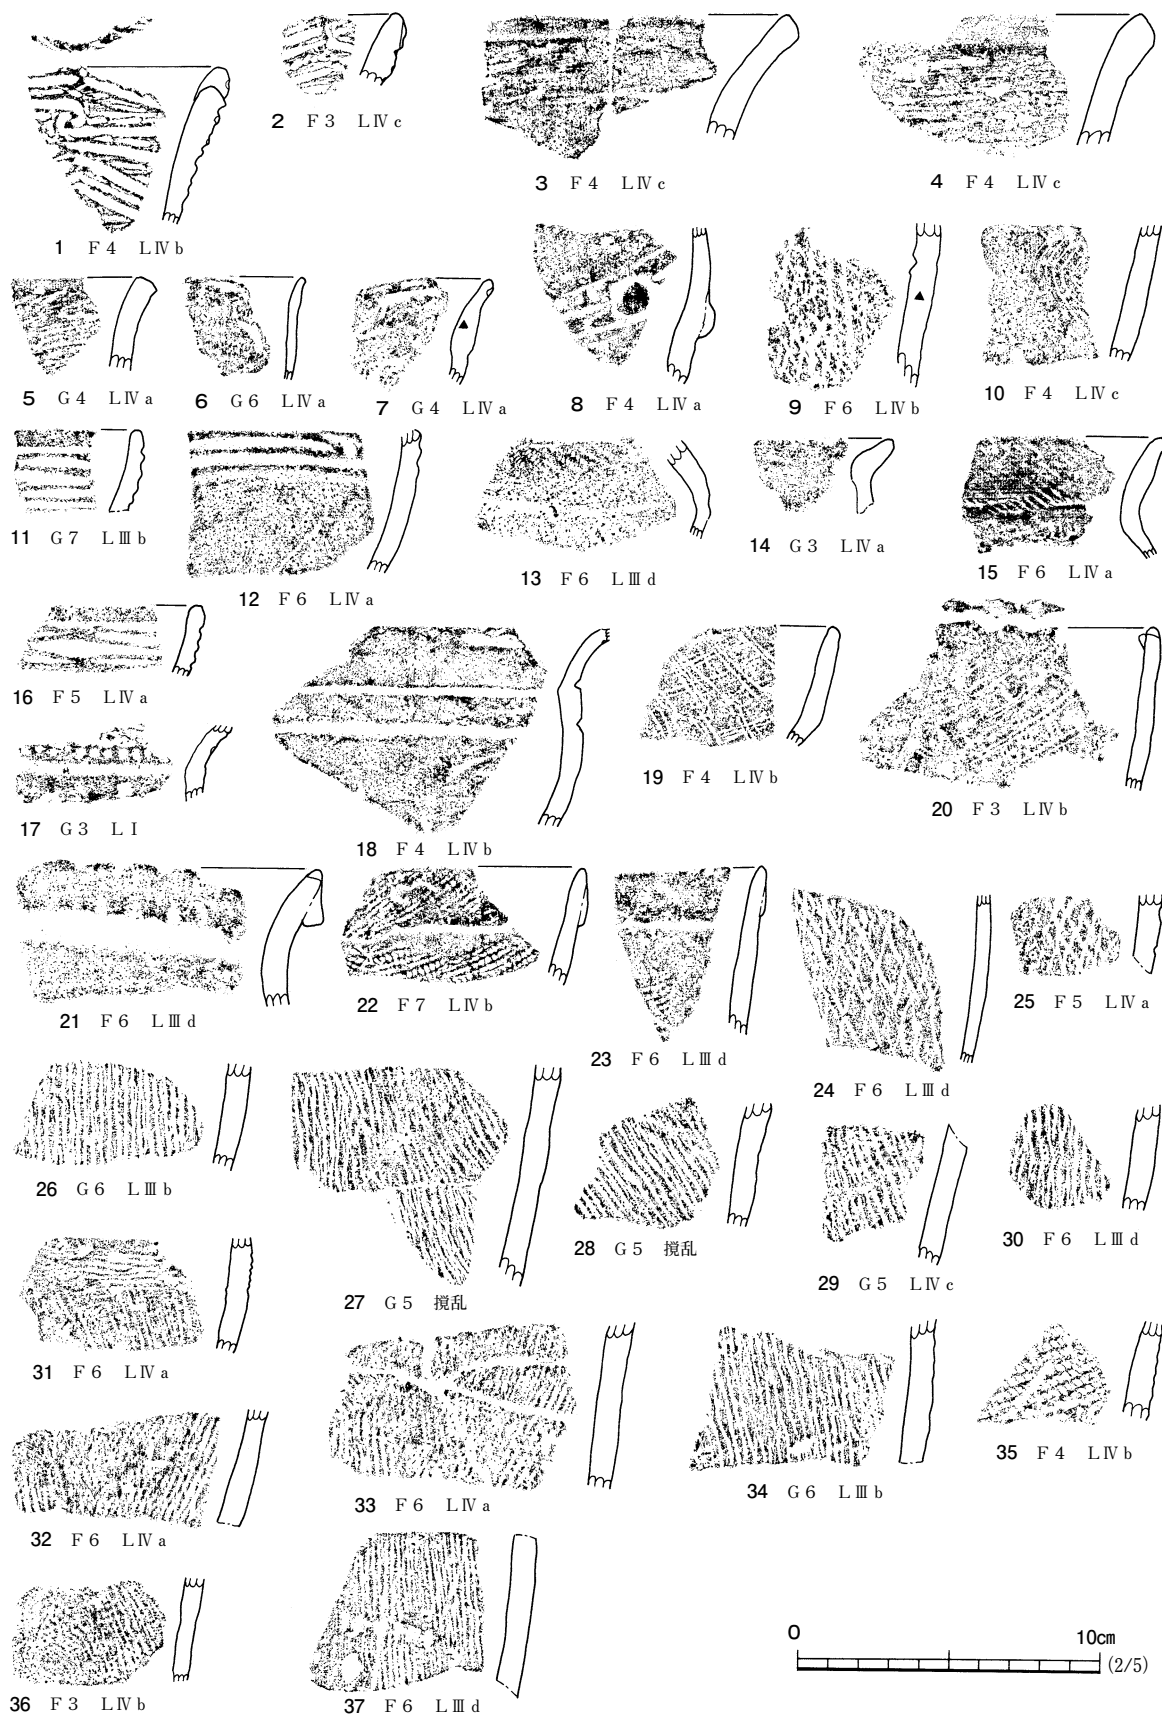 1 F4 LⅣb
2 F3 LⅣc
3 F4 LⅣc
4 F4 LⅣc
5 G4 LⅣa
6 G6 LⅣa
7 G4 LⅣa
8 F4 LⅣa
9 F6 LⅣb
10 F4 LⅣc
11 G7 LⅢb
12 F6 LⅣa
13 F6 LⅢd
14 G3 LⅣa
15 F6 LⅣa
16 F5 LⅣa
17 G3 LⅠ
18 F4 LⅣb
19 F4 LⅣb
20 F3 LⅣb
21 F6 LⅢd
22 F7 LⅣb
23 F6 LⅢd
24 F6 LⅢd
25 F5 LⅣa
26 G6 LⅢb
27 G5 撹乱
28 G5 撹乱
29 G5 LⅣc
30 F6 LⅢd
31 F6 LⅣa
32 F6 LⅣa
33 F6 LⅣa
34 G6 LⅢb
35 F4 LⅣb
36 F3 LⅣb
37 F6 LⅢd
0 10cm
(2/5)